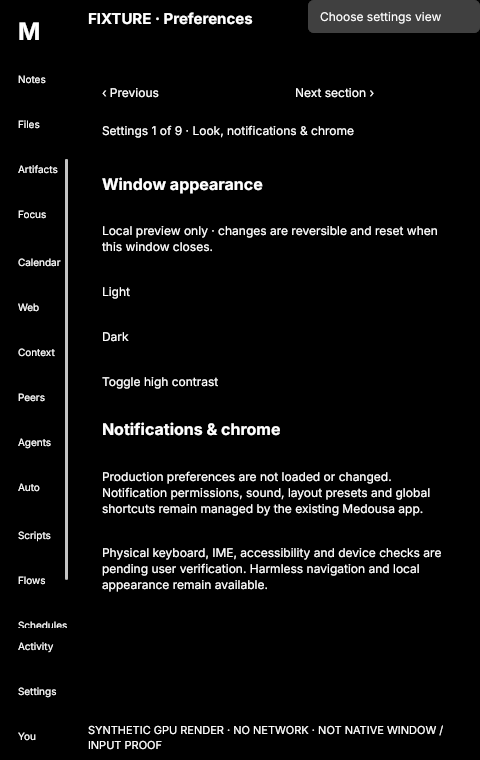 M
FIXTURE · Preferences
Choose settings view
Notes
Files
Artifacts
Focus
Calendar
Web
Context
Peers
Agents
Auto
Scripts
Flows
Schedules
Activity
Settings
You
‹ Previous
Next section ›
Settings 1 of 9 · Look, notifications & chrome
Window appearance
Local preview only · changes are reversible and reset when
this window closes.
Light
Dark
Toggle high contrast
Notifications & chrome
Production preferences are not loaded or changed.
Notification permissions, sound, layout presets and global
shortcuts remain managed by the existing Medousa app.
Physical keyboard, IME, accessibility and device checks are
pending user verification. Harmless navigation and local
appearance remain available.
SYNTHETIC GPU RENDER · NO NETWORK · NOT NATIVE WINDOW /
INPUT PROOF